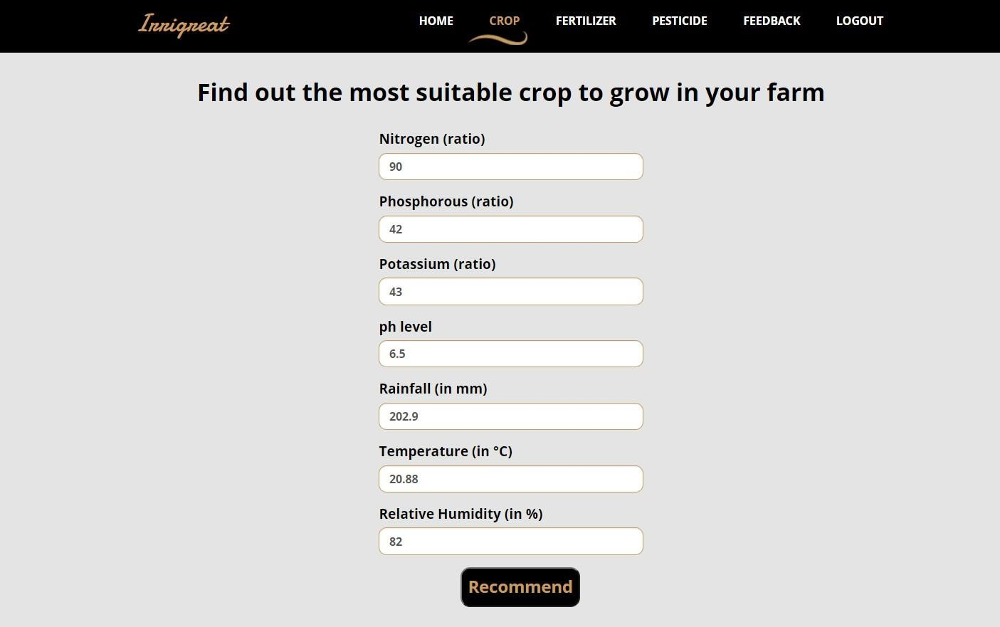 Irrigreat HOME CROP FERTILIZER PESTICIDE FEEDBACK LOGOUT
Find out the most suitable crop to grow in your farm
Nitrogen (ratio)
90
Phosphorous (ratio)
42
Potassium (ratio)
43
ph level
6.5
Rainfall (in mm)
202.9
Temperature (in °C)
20.88
Relative Humidity (in %)
82
Recommend